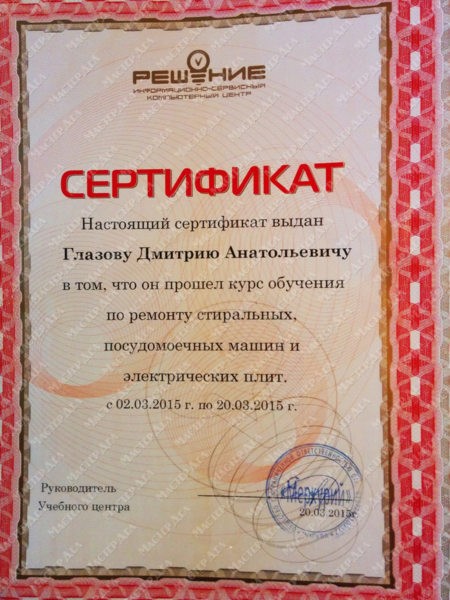 РЕШЕНИЕ
ИНФОРМАЦИОННО-СЕРВИСНЫЙ
КОМПЬЮТЕРНЫЙ ЦЕНТР
СЕРТИФИКАТ
Настоящий сертификат выдан
Глазову Дмитрию Анатольевичу
в том, что он прошел курс обучения
по ремонту стиральных,
посудомоечных машин и
электрических плит.
с 02.03.2015 г. по 20.03.2015 г.
Руководитель
Учебного центра
«Меркурий»
20.03.2015г